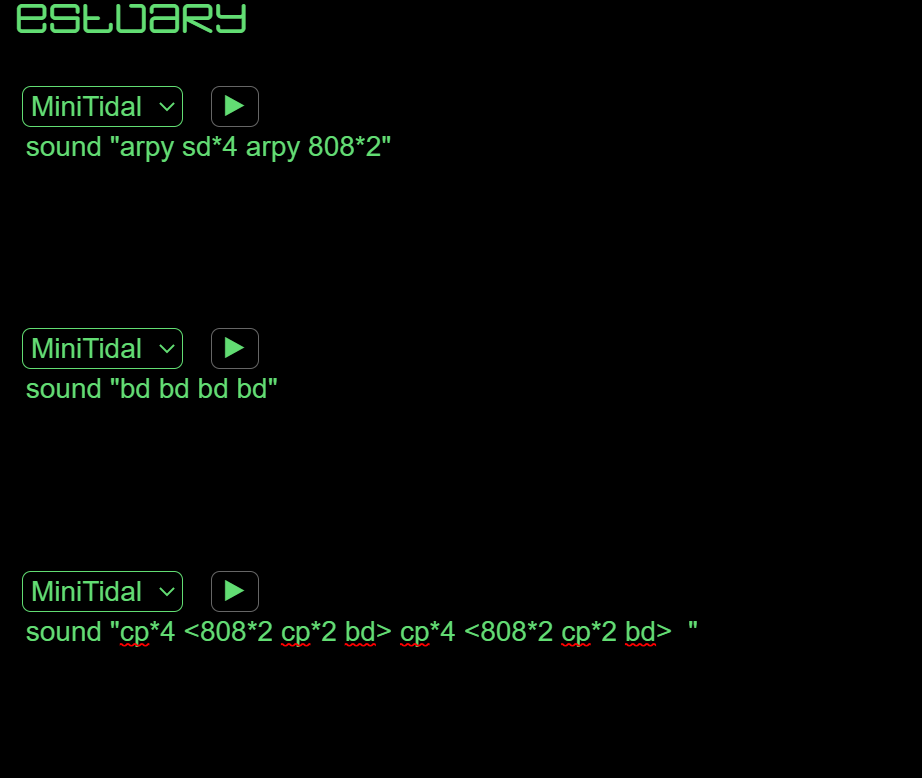 estuary
MiniTidal
sound "arpy sd*4 arpy 808*2"
MiniTidal
sound "bd bd bd bd"
MiniTidal
sound "cp*4 <808*2 cp*2 bd> cp*4 <808*2 cp*2 bd>  "